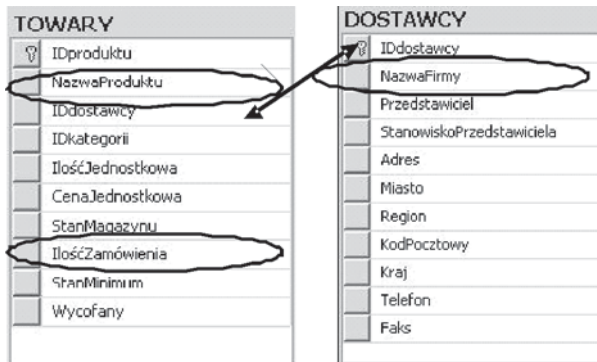 TOWARY
IDproduktu
NazwaProduktu
IDdostawcy
IDkategorii
IlośćJednostkowa
CenaJednostkowa
StanMagazynu
IlośćZamówienia
StanMinimum
Wycofany
DOSTAWCY
IDdostawcy
NazwaFirmy
Przedstawiciel
StanowiskoPrzedstawiciela
Adres
Miasto
Region
KodPocztowy
Kraj
Telefon
Faks